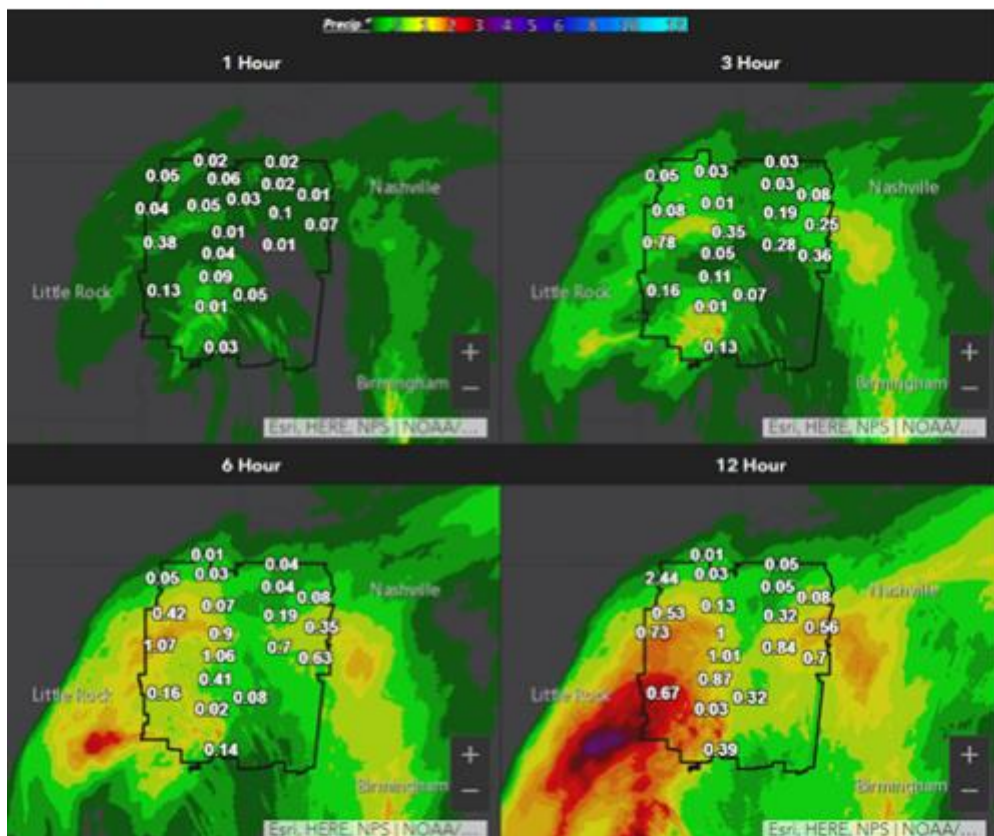 Precip "
1 2 3 4 5 6 8 10 12
1 Hour 3 Hour
0.02 0.02
0.05 0.06 0.02
0.03 0.01
0.04 0.05 0.1
0.07
0.01
0.38 0.01
0.04
0.09
0.13 0.05
0.01
0.03
Nashville
Little Rock
Birmingham
+
−
Esri, HERE, NPS | NOAA/...
0.03
0.05 0.03 0.03
0.08
0.08 0.01 0.19
0.25
0.35
0.78 0.28
0.05 0.36
0.11
0.16 0.07
0.01
0.13
Nashville
Little Rock
Birmingham
+
−
Esri, HERE, NPS | NOAA/...
6 Hour 12 Hour
0.01 0.04
0.05 0.03
0.04
0.08
0.42 0.07 0.19
0.35
0.9
1.07 0.7
1.06 0.63
0.41
0.16 0.08
0.02
0.14
Nashville
Little Rock
Birmingham
+
−
Esri, HERE, NPS | NOAA/...
0.01 0.05
2.44 0.03
0.05
0.08
0.53 0.13 0.32
0.56
0.73 1
0.84
1.01 0.7
0.87
0.67 0.32
0.03
0.39
Nashville
Little Rock
Birmingham
+
−
Esri, HERE, NPS | NOAA/...